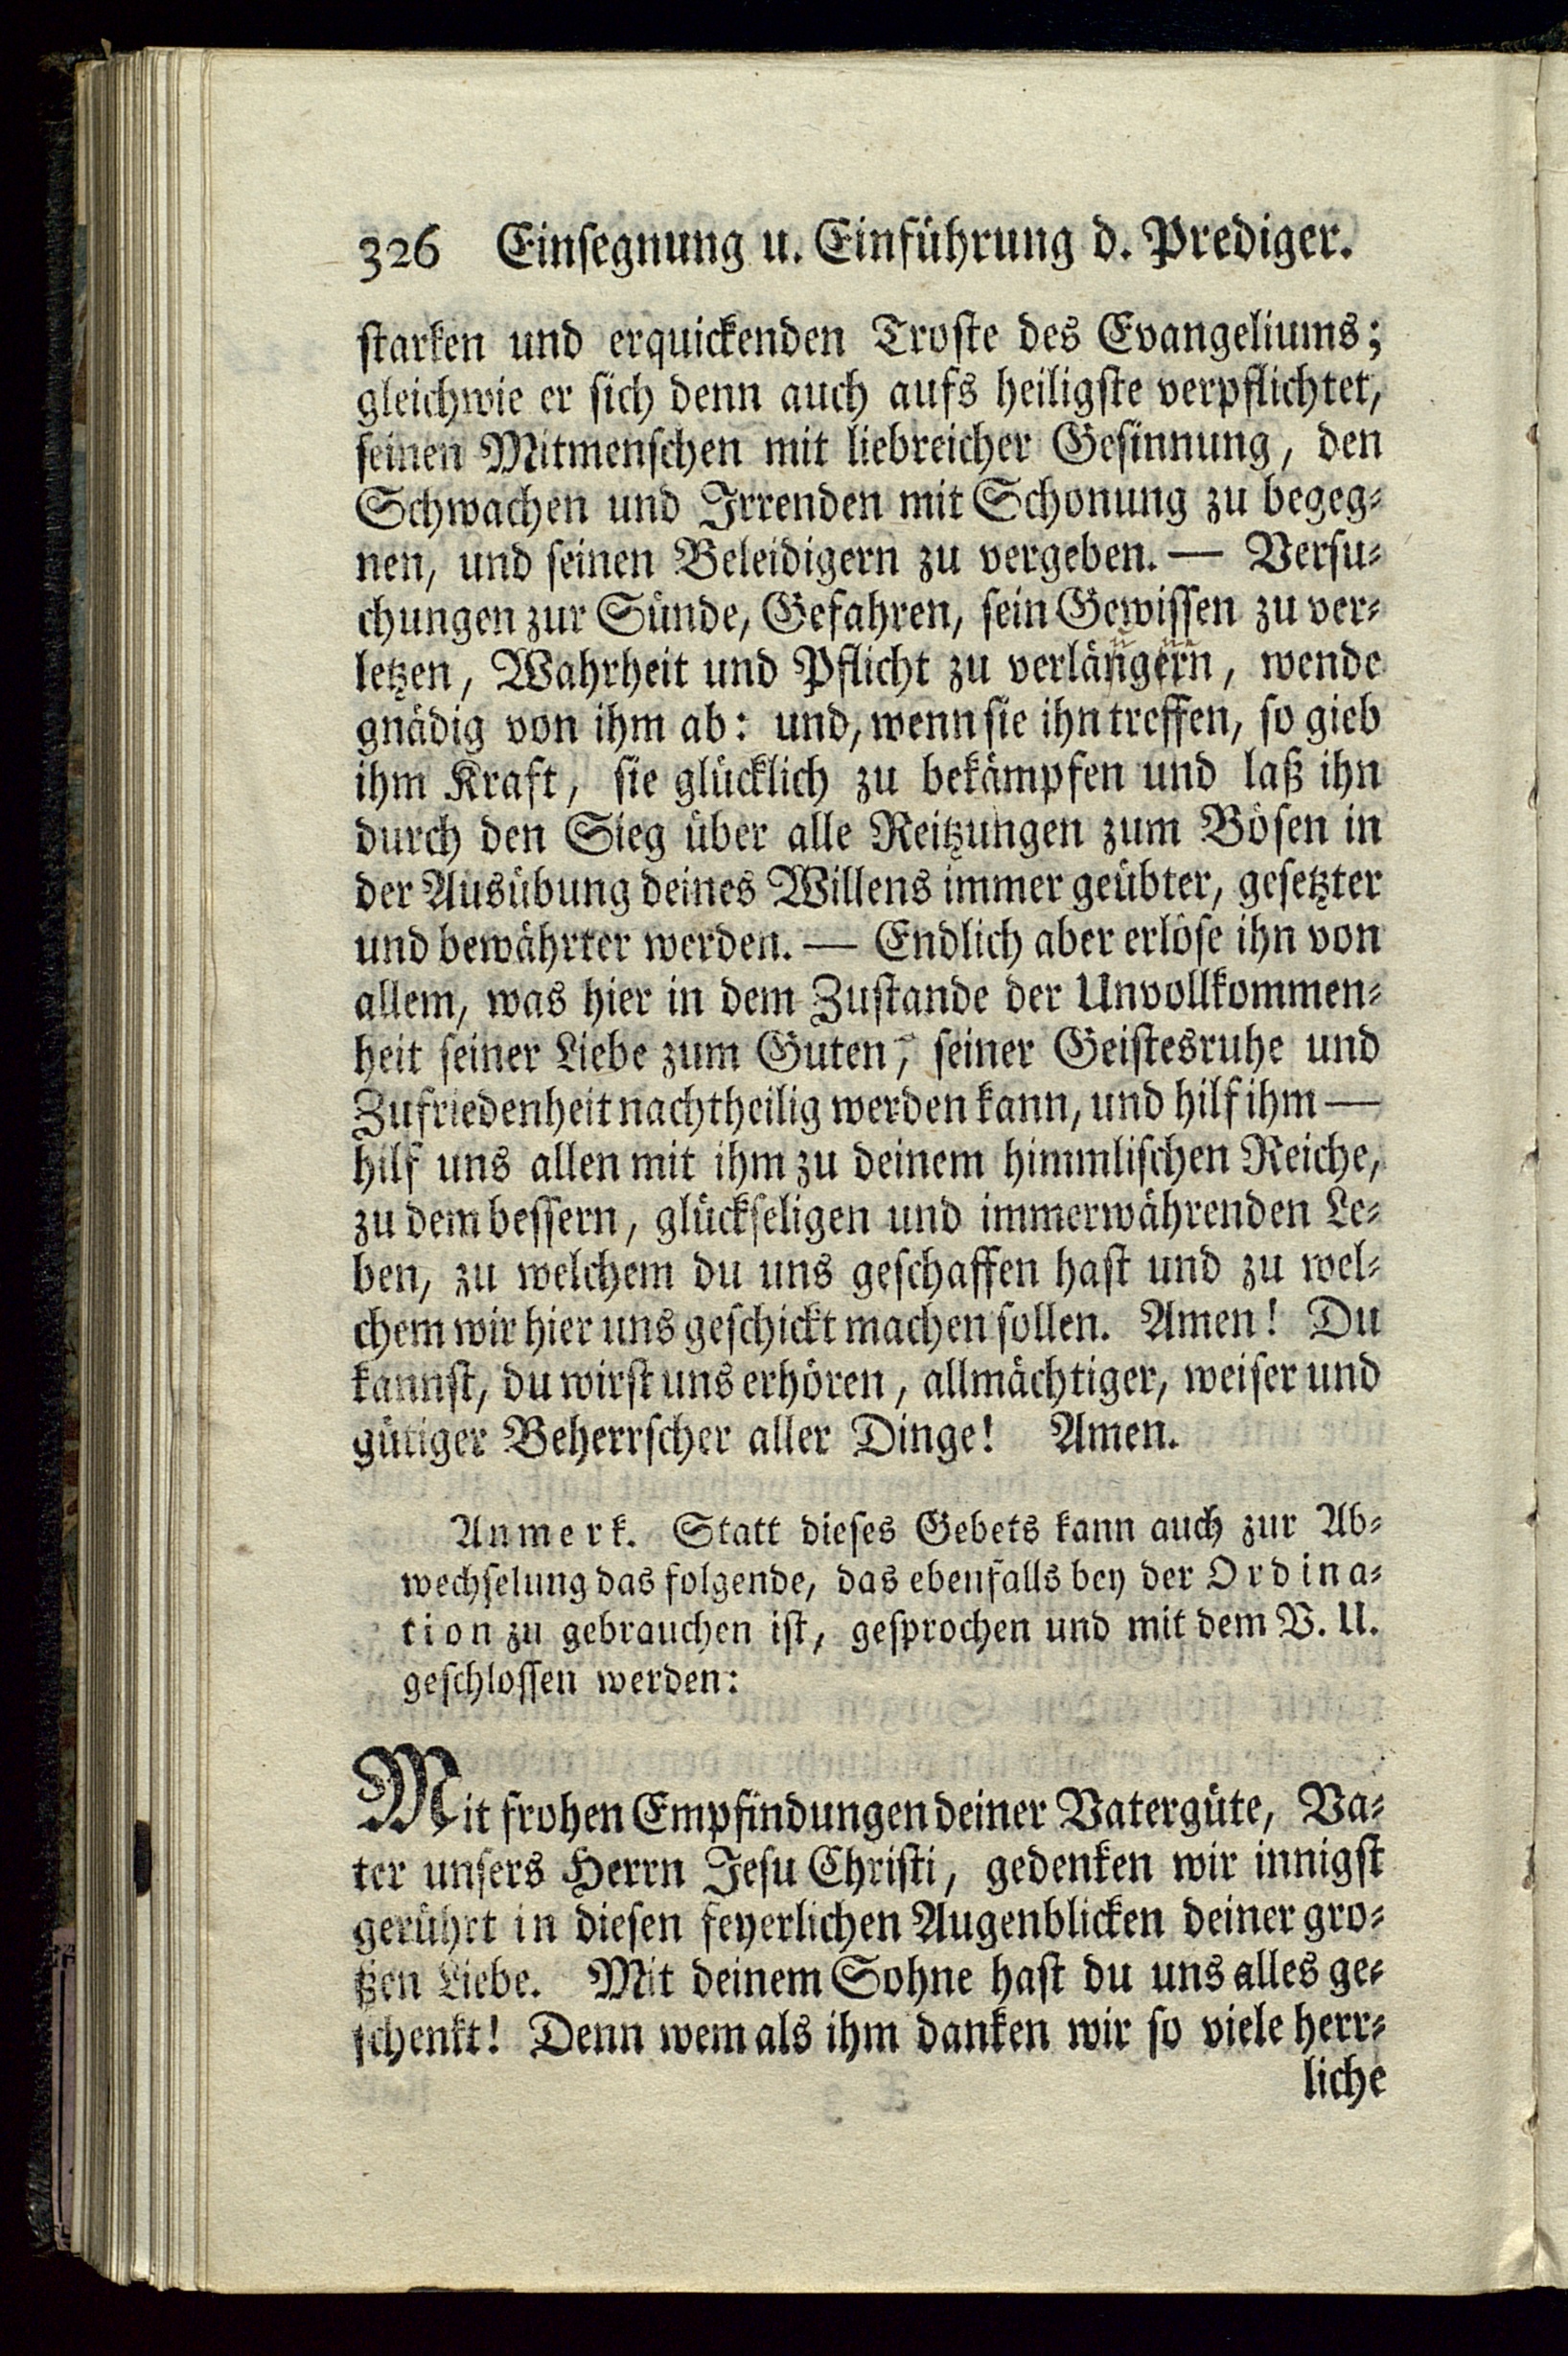 326 Einsegnung u. Einführung d. Prediger.
starken und erquickenden Troste des Evangeliums;
gleichwie er sich denn auch aufs heiligste verpflichtet,
seinen Mitmenschen mit liebreicher Gesinnung, den
Schwachen und Irrenden mit Schonung zu begeg-
nen, und seinen Beleidigern zu vergeben. — Versu-
chungen zur Sünde, Gefahren, sein Gewissen zu ver-
letzen, Wahrheit und Pflicht zu verlängern, wende
gnädig von ihm ab: und, wenn sie ihn treffen, so gieb
ihm Kraft, sie glücklich zu bekämpfen und laß ihn
durch den Sieg über alle Reitzungen zum Bösen in
der Ausübung deines Willens immer geübter, gesetzter
und bewährter werden. — Endlich aber erlöse ihn von
allem, was hier in dem Zustande der Unvollkommen-
heit seiner Liebe zum Guten, seiner Geistesruhe und
Zufriedenheit nachtheilig werden kann, und hilf ihm —
hilf uns allen mit ihm zu deinem himmlischen Reiche,
zu dem bessern, glückseligen und immerwährenden Le-
ben, zu welchem du uns geschaffen hast und zu wel-
chem wir hier uns geschickt machen sollen. Amen! Du
kannst, du wirst uns erhören, allmächtiger, weiser und
gütiger Beherrscher aller Dinge! Amen.
Anmerk. Statt dieses Gebets kann auch zur Ab-
wechselung das folgende, das ebenfalls bey der Ordina-
tion zu gebrauchen ist, gesprochen und mit dem V. U.
geschlossen werden:
Mit frohen Empfindungen deiner Vatergüte, Va-
ter unsers Herrn Jesu Christi, gedenken wir innigst
gerührt in diesen feyerlichen Augenblicken deiner gro-
ßen Liebe. Mit deinem Sohne hast du uns alles ge-
schenkt! Denn wem als ihm danken wir so viele herr-
liche